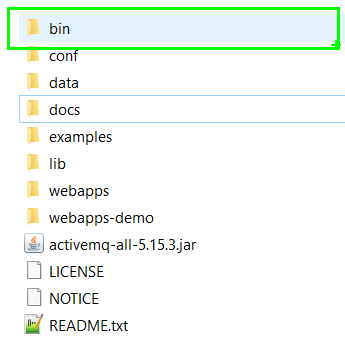 bin
conf
data
docs
examples
lib
webapps
webapps-demo
activemq-all-5.15.3.jar
LICENSE
NOTICE
README.txt